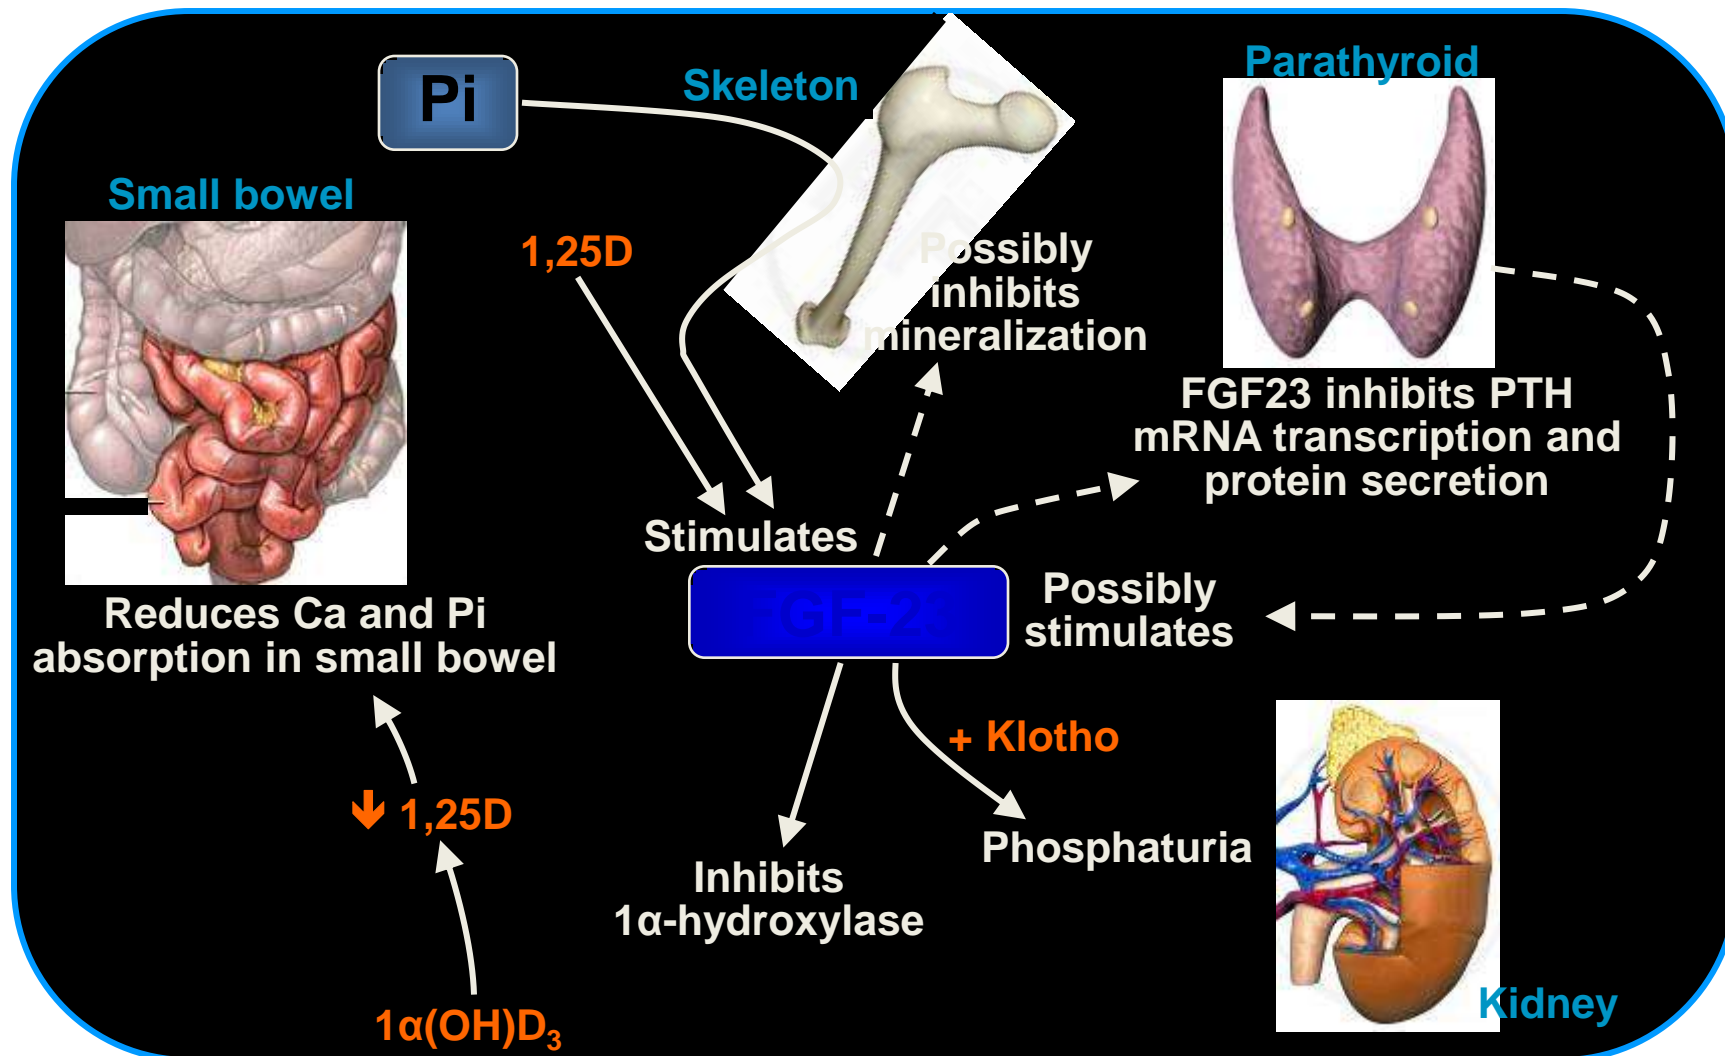 Pi
Skeleton
Parathyroid
Small bowel
1,25D
Possibly
inhibits
mineralization
FGF23 inhibits PTH
mRNA transcription and
protein secretion
Stimulates
FGF-23
Possibly
stimulates
Reduces Ca and Pi
absorption in small bowel
+ Klotho
🡻 1,25D
Phosphaturia
Inhibits
1α-hydroxylase
1α(OH)D₃
Kidney